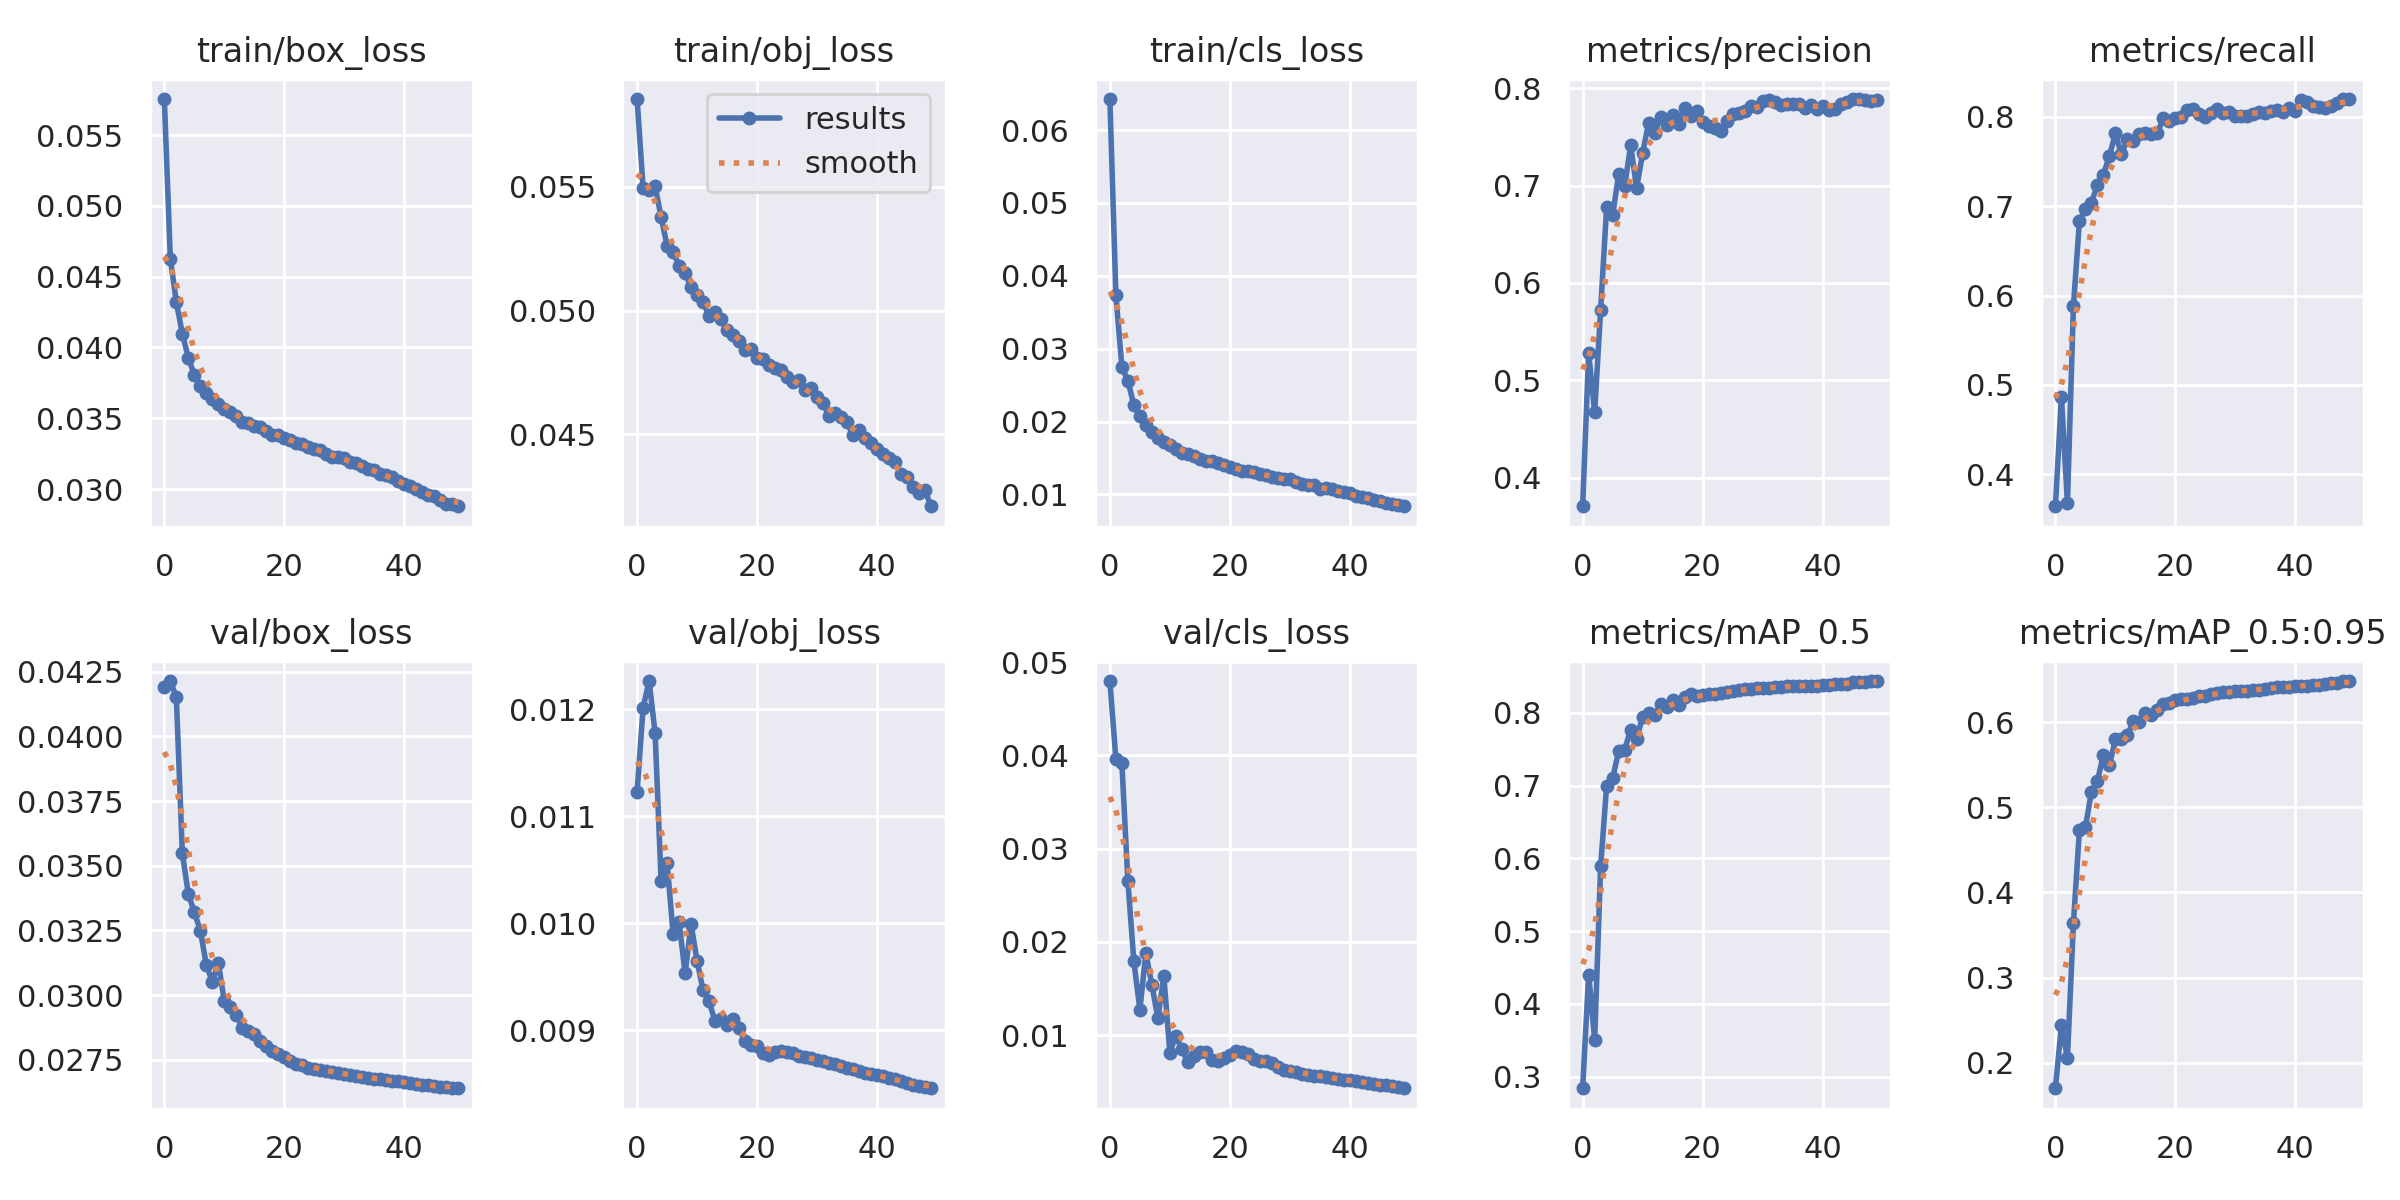 train/box_loss
0.055
0.050
0.045
0.040
0.035
0.030
0 20 40
train/obj_loss
results
smooth
0.055
0.050
0.045
0 20 40
train/cls_loss
0.06
0.05
0.04
0.03
0.02
0.01
0 20 40
metrics/precision
0.8
0.7
0.6
0.5
0.4
0 20 40
metrics/recall
0.8
0.7
0.6
0.5
0.4
0 20 40
val/box_loss
0.0425
0.0400
0.0375
0.0350
0.0325
0.0300
0.0275
0 20 40
val/obj_loss
0.012
0.011
0.010
0.009
0 20 40
val/cls_loss
0.05
0.04
0.03
0.02
0.01
0 20 40
metrics/mAP_0.5
0.8
0.7
0.6
0.5
0.4
0.3
0 20 40
metrics/mAP_0.5:0.95
0.6
0.5
0.4
0.3
0.2
0 20 40